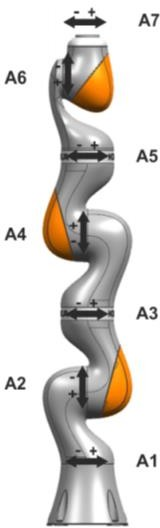 - + A7
A6 - +
- + A5
A4 + -
- + A3
A2 - +
- + A1